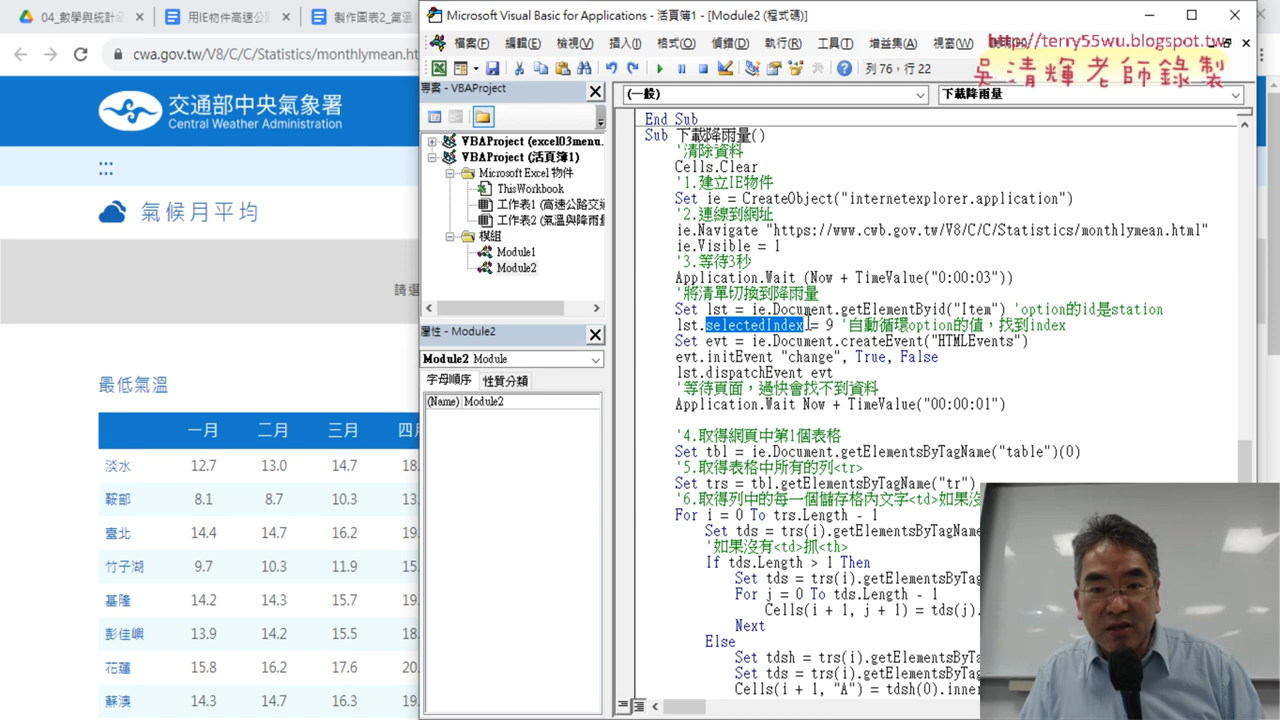 04_數學與統計
用IE物件高速公
製作圖表2_氣溫
cwa.gov.tw/V8/C/C/Statistics/monthlymean.ht
交通部中央氣象署
Central Weather Administration
氣候月平均
請選
最低氣溫
一月 二月 三月 四
淡水 12.7 13.0 14.7 18.
鞍部 8.1 8.7 10.3 13.
臺北 14.4 14.7 16.2 19.
竹子湖 9.7 10.3 11.9 15.
基隆 14.2 14.3 15.7 19.
彭佳嶼 13.9 14.2 15.5 18.
花蓮 15.8 16.2 17.6 20.
蘇澳 14.3 14.7 16.3 19.
Microsoft Visual Basic for Applications - 活頁簿1 - [Module2 (程式碼)]
檔案(F) 編輯(E) 檢視(V) 插入(I) 格式(O) 偵錯(D) 執行(R) 工具(T) 增益集(A) 視窗(W)
http://terry55wu.blogspot.tw
吳清輝老師錄製
列 76，行 22
專案 - VBAProject
VBAProject (excel03menu.
VBAProject (活頁簿1)
Microsoft Excel 物件
ThisWorkbook
工作表1 (高速公路交通
工作表2 (氣溫與降雨量
模組
Module1
Module2
屬性 - Module2
Module2 Module
字母順序 性質分類
(Name) Module2
(一般) 下載降雨量
End Sub
Sub 下載降雨量()
'清除資料
Cells.Clear
'1.建立IE物件
Set ie = CreateObject("internetexplorer.application")
'2.連線到網址
ie.Navigate "https://www.cwb.gov.tw/V8/C/C/Statistics/monthlymean.html"
ie.Visible = 1
'3.等待3秒
Application.Wait (Now + TimeValue("0:00:03"))
'將清單切換到降雨量
Set lst = ie.Document.getElementByid("Item") 'option的id是station
lst.selectedIndex = 9 '自動循環option的值，找到index
Set evt = ie.Document.createEvent("HTMLEvents")
evt.initEvent "change", True, False
lst.dispatchEvent evt
'等待頁面，過快會找不到資料
Application.Wait Now + TimeValue("00:00:01")
'4.取得網頁中第1個表格
Set tbl = ie.Document.getElementsByTagName("table")(0)
'5.取得表格中所有的列<tr>
Set trs = tbl.getElementsByTagName("tr")
'6.取得列中的每一個儲存格內文字<td>如果沒
For i = 0 To trs.Length - 1
Set tds = trs(i).getElementsByTagName
'如果沒有<td>抓<th>
If tds.Length > 1 Then
Set tds = trs(i).getElementsByTag
For j = 0 To tds.Length - 1
Cells(i + 1, j + 1) = tds(j).
Next
Else
Set tdsh = trs(i).getElementsByTa
Set tds = trs(i).getElementsByTag
Cells(i + 1, "A") = tdsh(0).inner